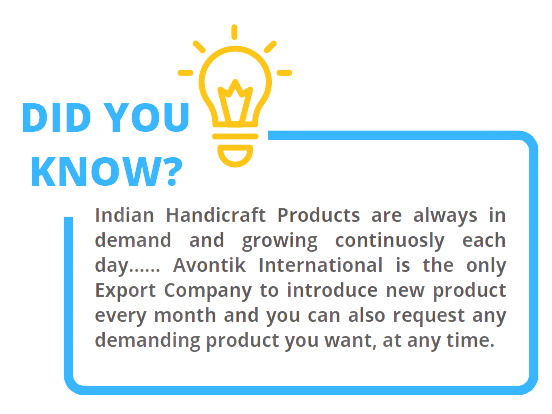 DID YOU
KNOW?
Indian Handicraft Products are always in
demand and growing continuosly each
day...... Avontik International is the only
Export Company to introduce new product
every month and you can also request any
demanding product you want, at any time.